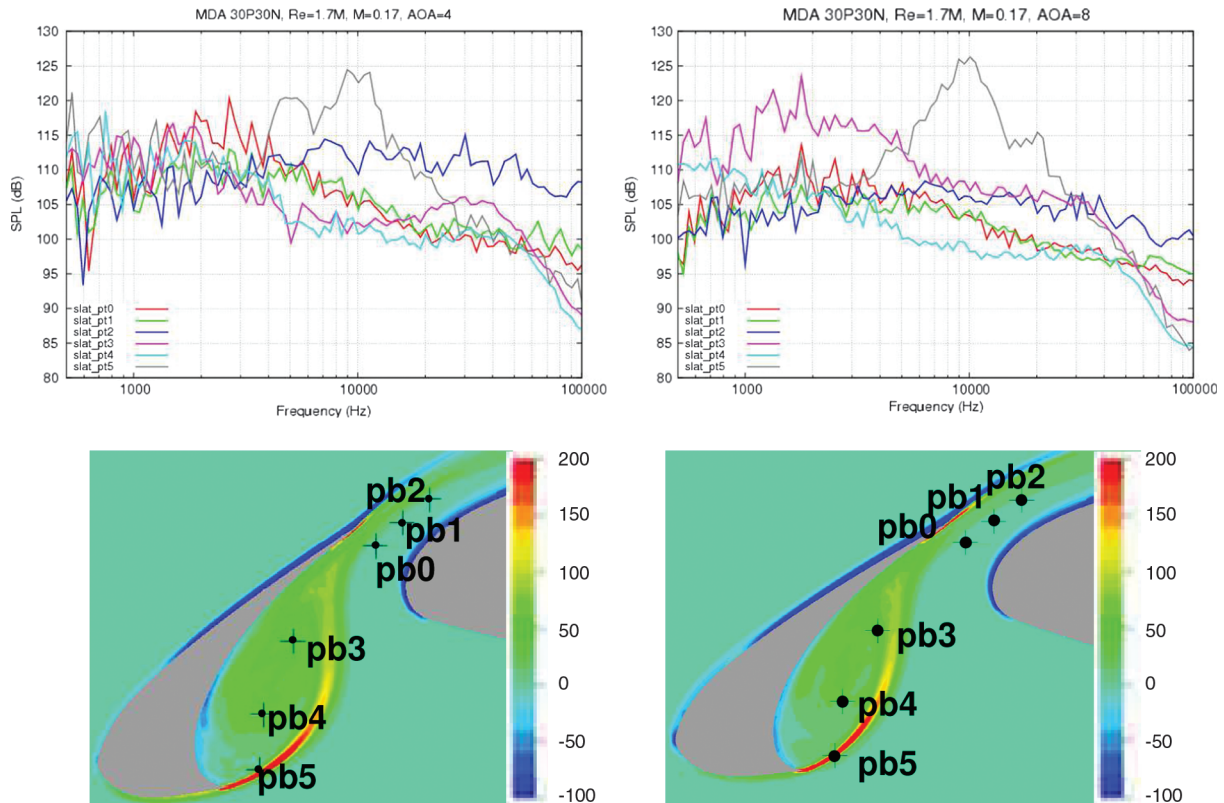 MDA 30P30N, Re=1.7M, M=0.17, AOA=4
130
125
120
115
110
105
100
95
90
85
80
SPL (dB)
slat_pt0
slat_pt1
slat_pt2
slat_pt3
slat_pt4
slat_pt5
1000
10000
100000
Frequency (Hz)
MDA 30P30N, Re=1.7M, M=0.17, AOA=8
130
125
120
115
110
105
100
95
90
85
80
SPL (dB)
slat_pt0
slat_pt1
slat_pt2
slat_pt3
slat_pt4
slat_pt5
1000
10000
100000
Frequency (Hz)
pb2
pb1
pb0
pb3
pb4
pb5
200
150
100
50
0
-50
-100
pb2
pb1
pb0
pb3
pb4
pb5
200
150
100
50
0
-50
-100